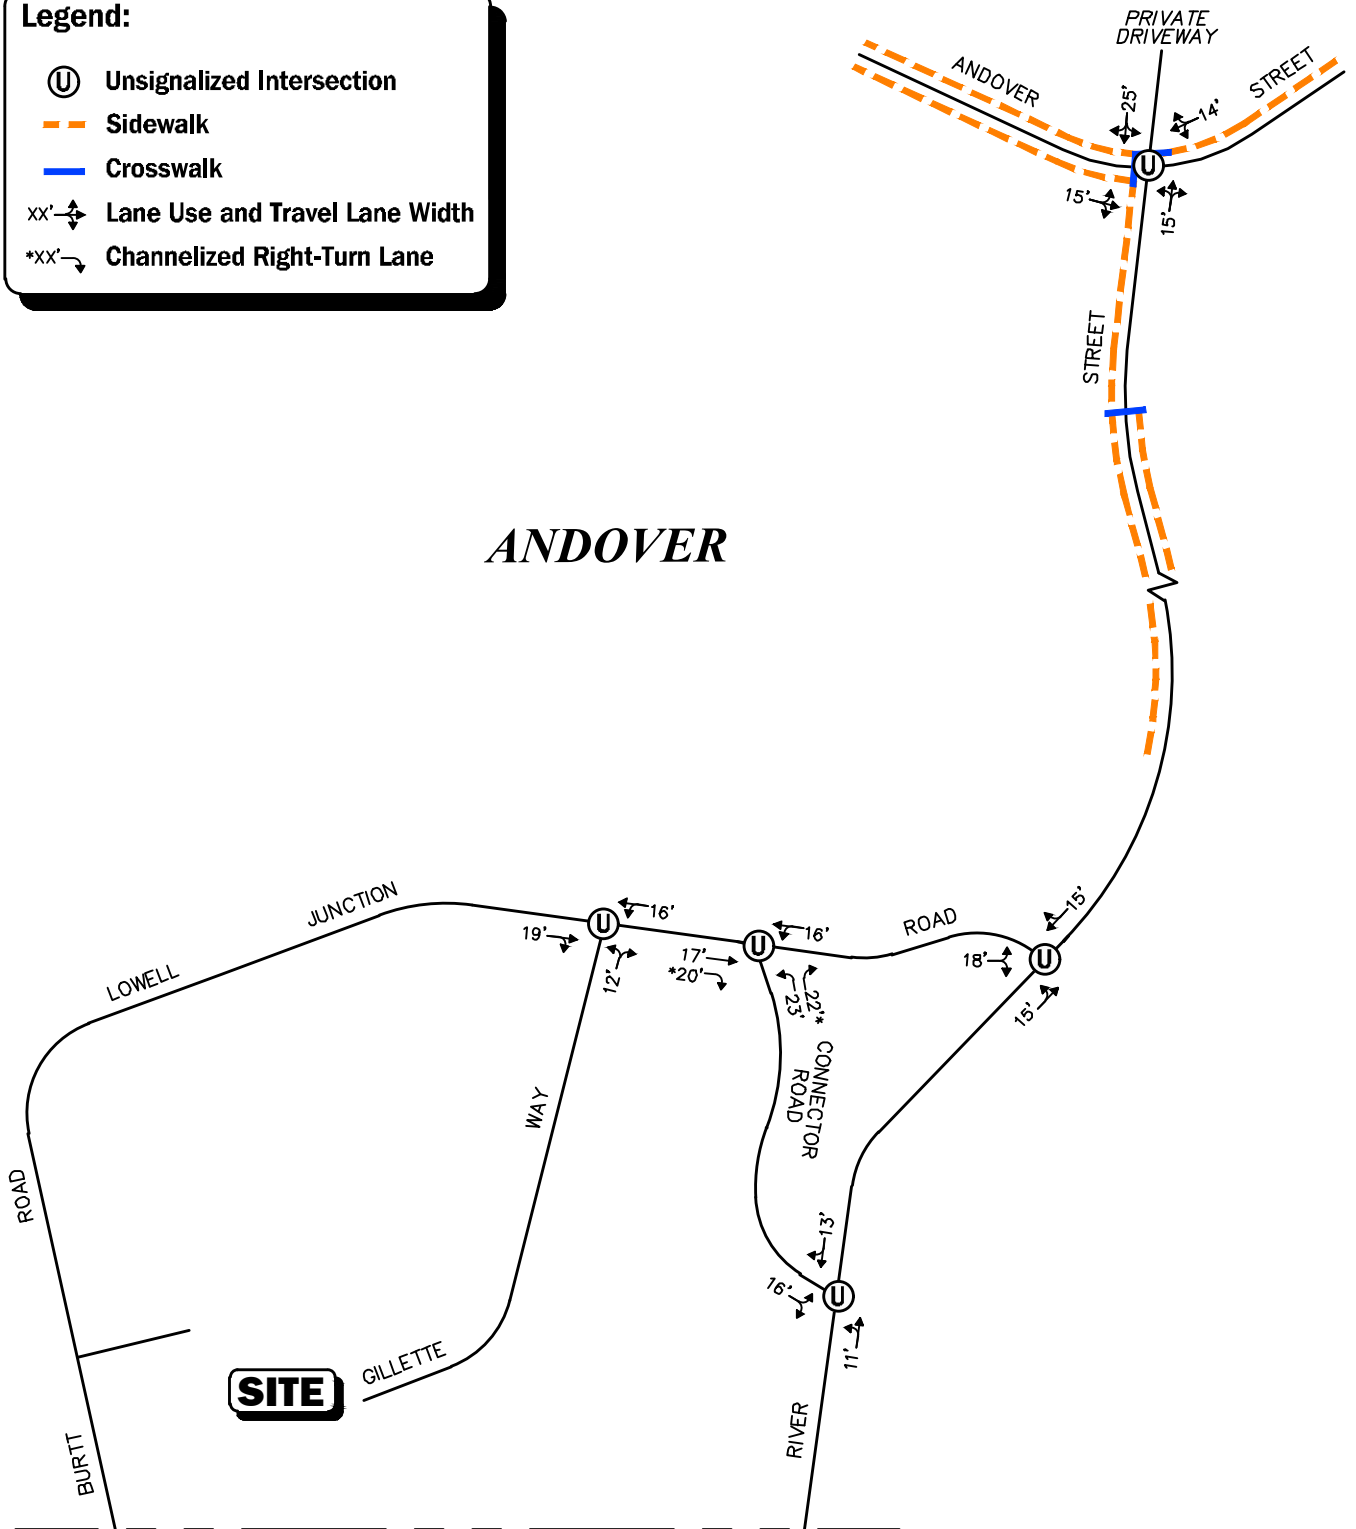 Legend:
U Unsignalized Intersection
Sidewalk
Crosswalk
XX' Lane Use and Travel Lane Width
*XX' Channelized Right-Turn Lane
PRIVATE
DRIVEWAY
ANDOVER
STREET
25'
14'
U
15'
15'
STREET
ANDOVER
JUNCTION
LOWELL
ROAD
19'
U
16'
12'
17'
*20'
U
16'
23'
22'*
ROAD
15'
18'
U
15'
CONNECTOR
ROAD
WAY
13'
16'
U
11'
GILLETTE
SITE
BURTT
RIVER